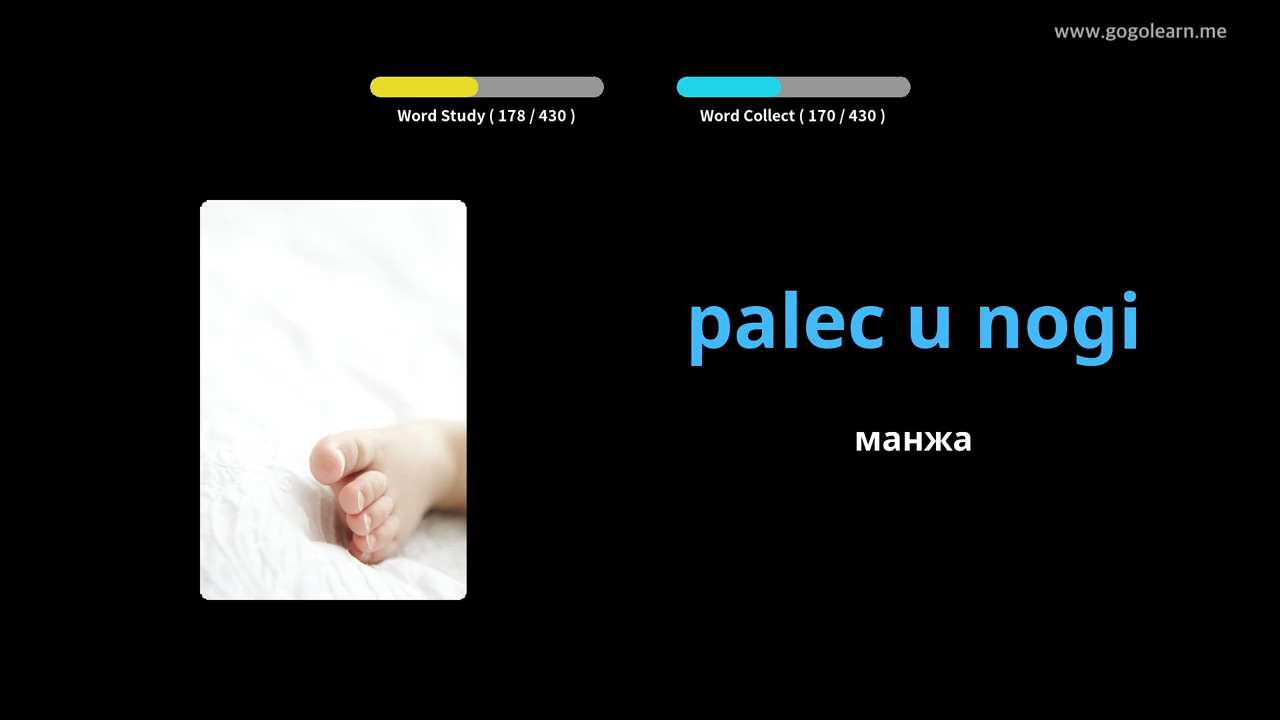 www.gogolearn.me
Word Study ( 178 / 430 )
Word Collect ( 170 / 430 )
palec u nogi
манжа